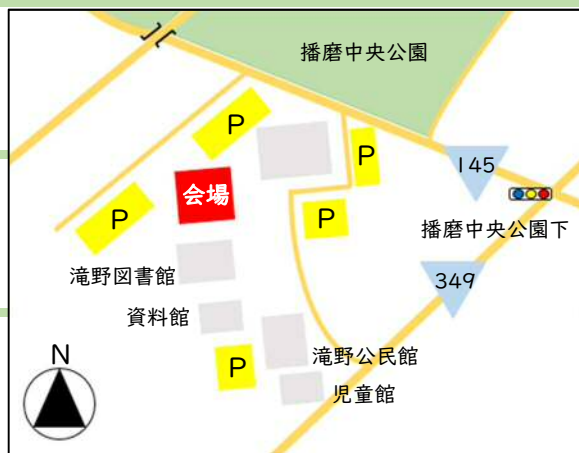 播磨中央公園
P
P
145
会場
P
P
播磨中央公園下
滝野図書館
349
資料館
N
P
滝野公民館
児童館